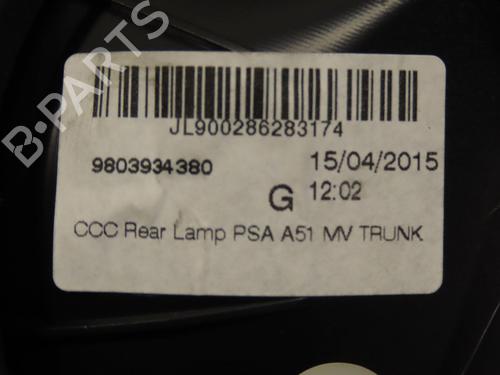 B-PARTS
JL900286283174
9803934380
15/04/2015
G 12:02
CCC Rear Lamp PSA A51 MV TRUNK